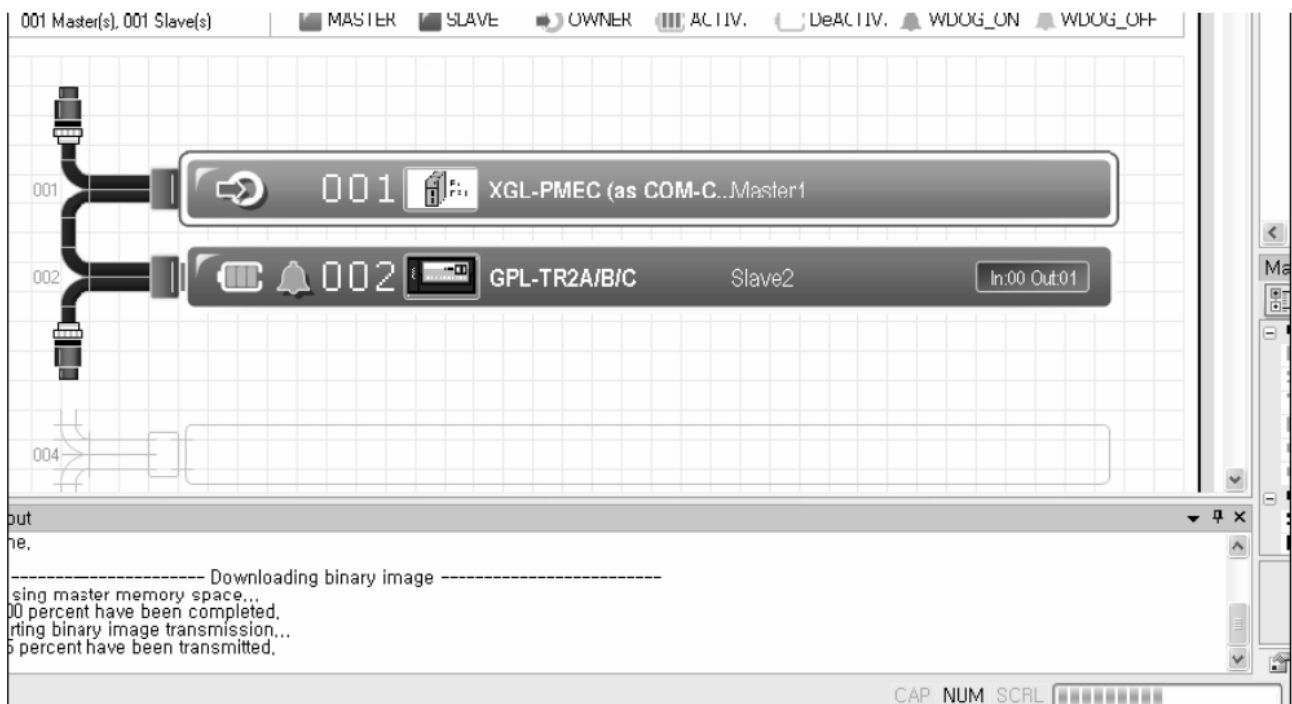 001 Master(s), 001 Slave(s) MASTER SLAVE OWNER ACTIV. DeACTIV. WDOG_ON WDOG_OFF
001 001 XGL-PMEC (as COM-C...Master1
002 002 GPL-TR2A/B/C Slave2 In:00 Out:01
004
Ma
out
ne,
---------------------- Downloading binary image -------------------------
sing master memory space...
00 percent have been completed,
rting binary image transmission...
percent have been transmitted,
CAP NUM SCRL